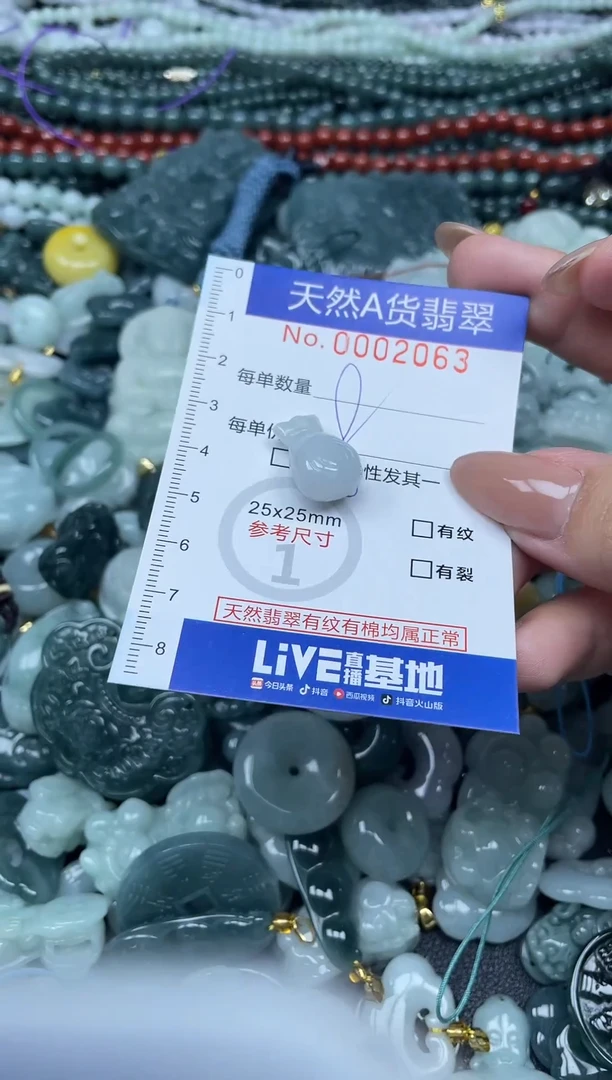 天然A货翡翠
No. 0002063
每单数量
每单价
性发其一
25x25mm
参考尺寸
1
有纹
有裂
天然翡翠有纹有棉均属正常
LiVE直播基地
今日头条 抖音 西瓜视频 抖音火山版
0
1
2
3
4
5
6
7
8